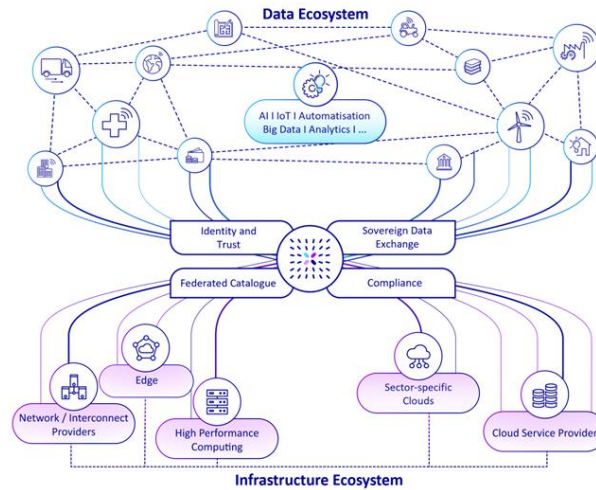 Data Ecosystem
AI I IoT I Automatisation
Big Data I Analytics I ...
Identity and
Trust
Sovereign Data
Exchange
Federated Catalogue
Compliance
Edge
Network / Interconnect
Providers
High Performance
Computing
Sector-specific
Clouds
Cloud Service Provider
Infrastructure Ecosystem